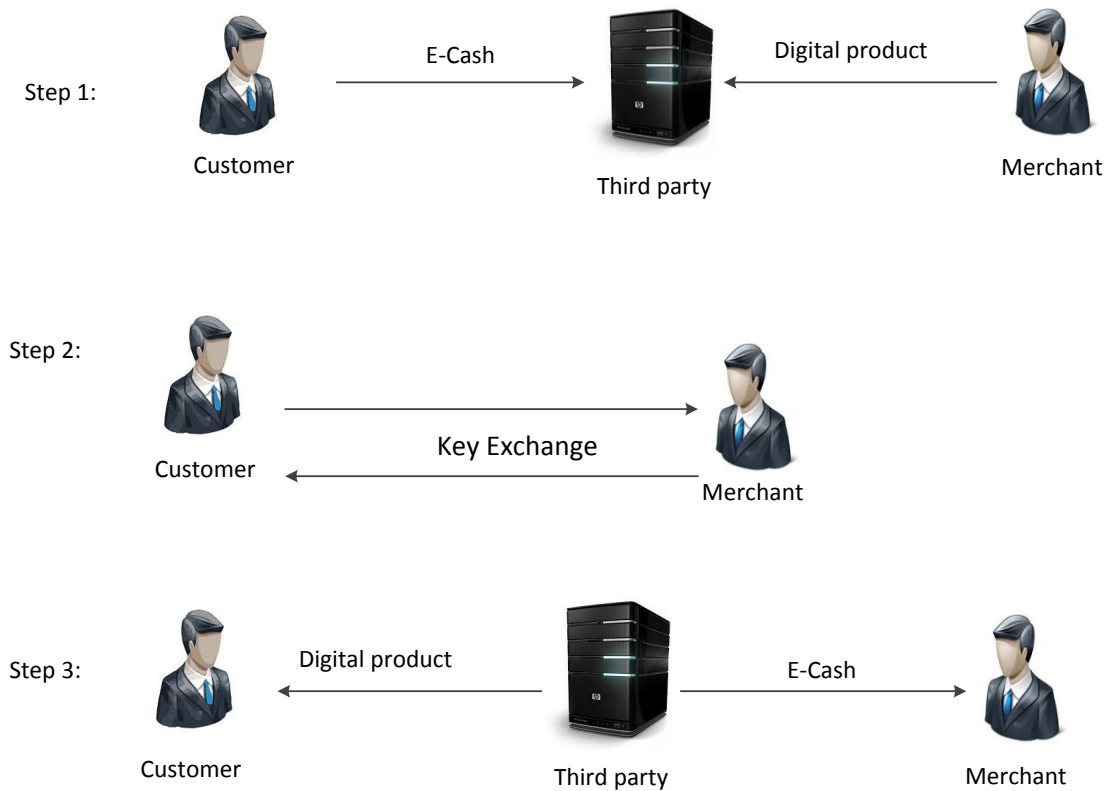 E-Cash
Digital product
Step 1:
Customer
Third party
Merchant
Step 2:
Key Exchange
Customer
Merchant
Step 3:
Digital product
E-Cash
Customer
Third party
Merchant